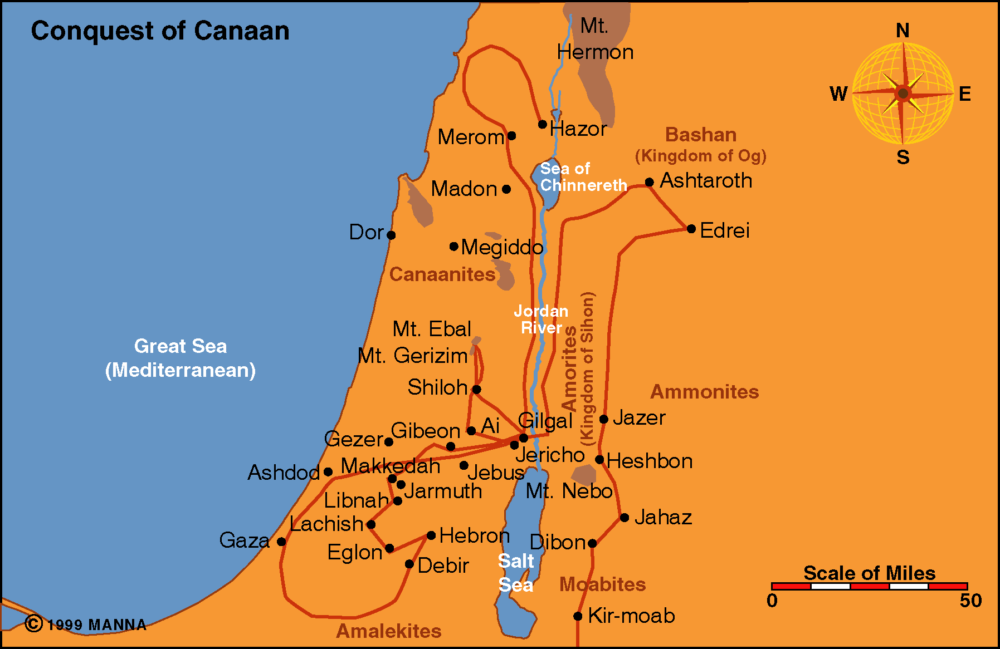 Conquest of Canaan
Mt.
Hermon
N
W
E
S
Hazor
Merom
Bashan
(Kingdom of Og)
Sea of
Chinnereth
Ashtaroth
Madon
Dor
Edrei
Megiddo
Canaanites
Jordan
River
Amorites
(Kingdom of Sihon)
Mt. Ebal
Great Sea
(Mediterranean)
Mt. Gerizim
Shiloh
Ammonites
Jazer
Gilgal
Ai
Gibeon
Gezer
Jericho
Heshbon
Makkedah
Ashdod
Jebus
Jarmuth
Mt. Nebo
Libnah
Jahaz
Lachish
Hebron
Gaza
Dibon
Eglon
Debir
Salt
Sea
Moabites
Scale of Miles
0
50
Kir-moab
© 1999 MANNA
Amalekites